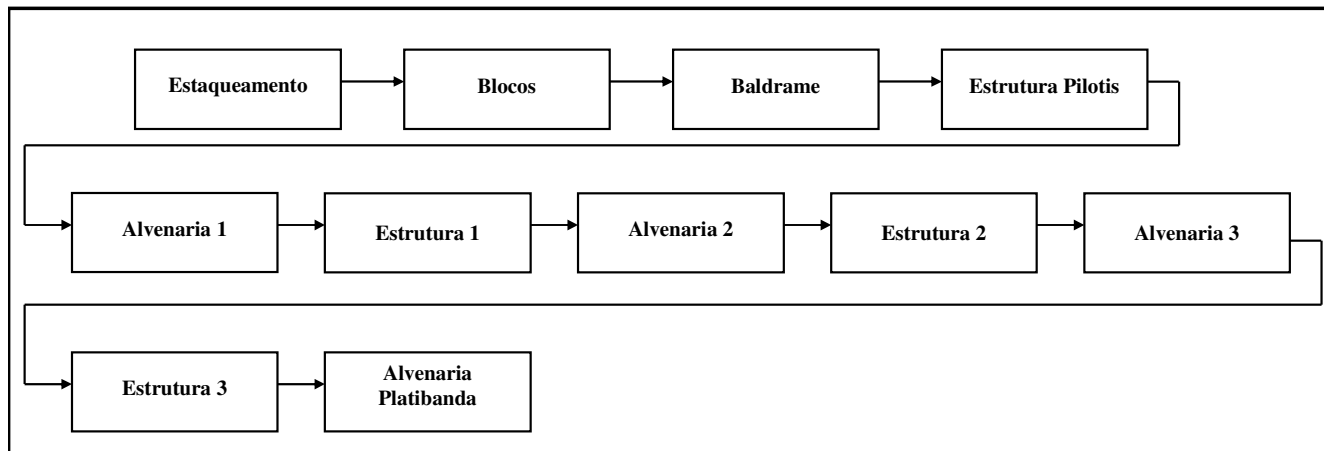 Estaqueamento
Blocos
Baldrame
Estrutura Pilotis
Alvenaria 1
Estrutura 1
Alvenaria 2
Estrutura 2
Alvenaria 3
Estrutura 3
Alvenaria
Platibanda